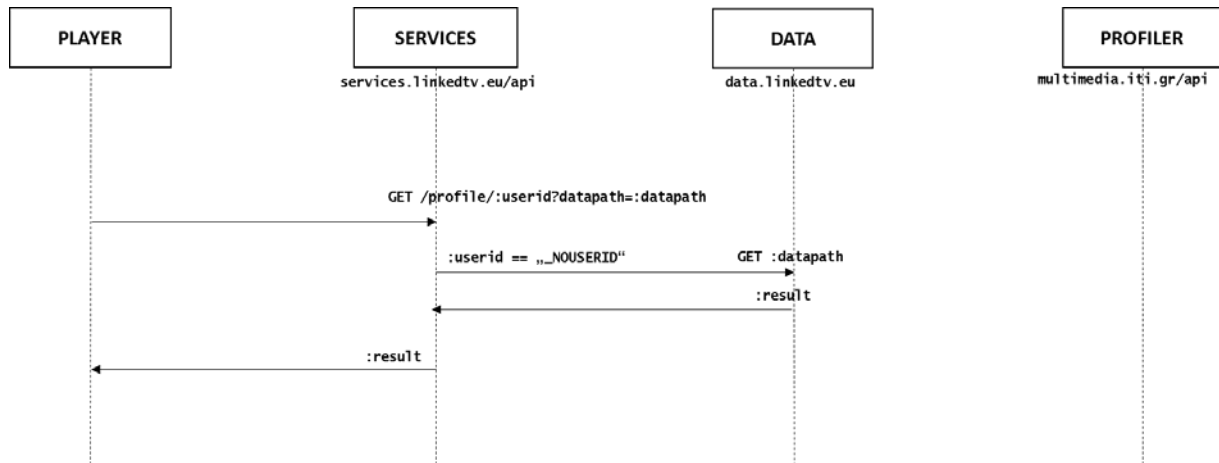 PLAYER
SERVICES
DATA
PROFILER
services.linkedtv.eu/api
data.linkedtv.eu
multimedia.iti.gr/api
GET /profile/:userid?datapath=:datapath
:userid == „_NOUSERID“
GET :datapath
:result
:result